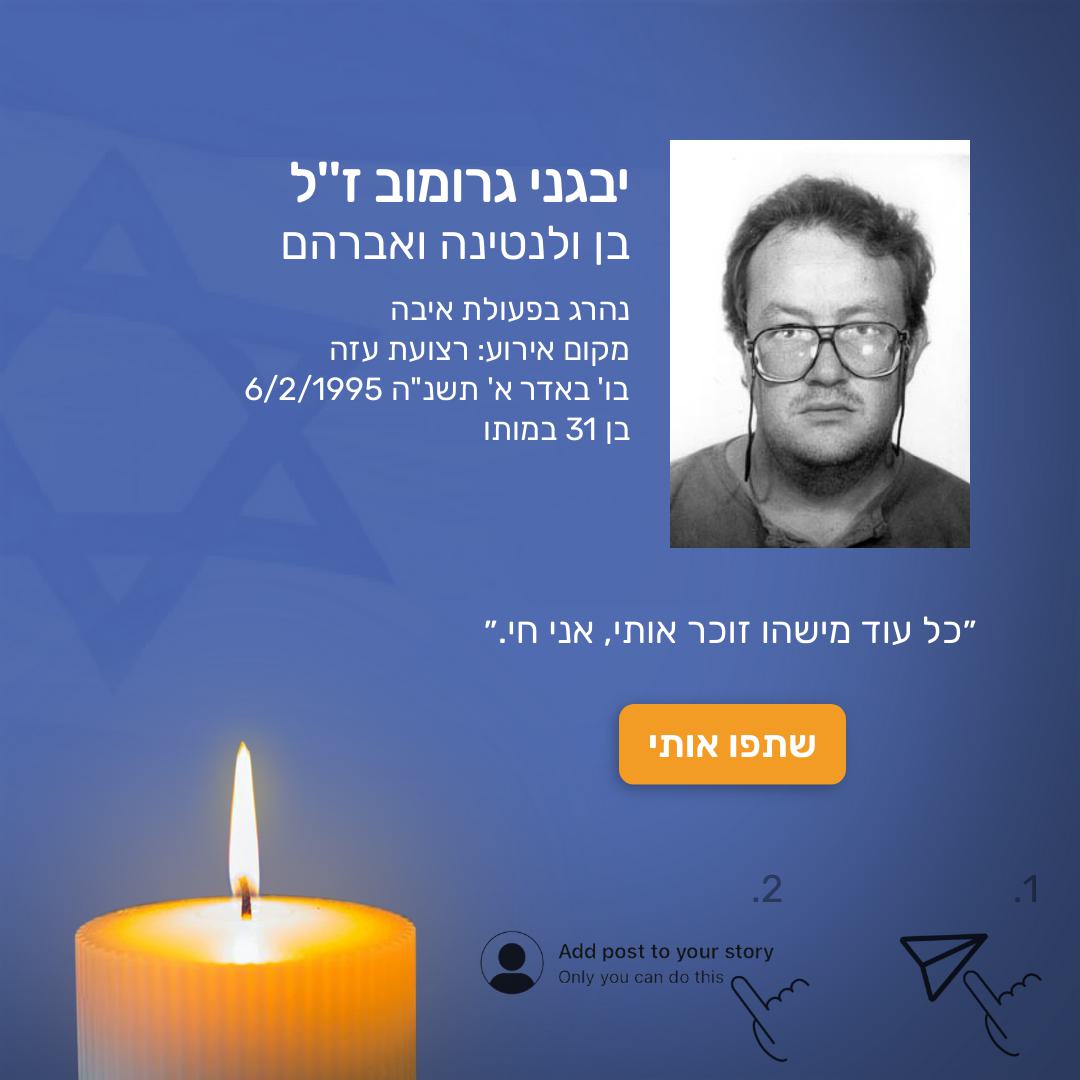 יבגני גרומוב ז"ל
בן ולנטינה ואברהם
נהרג בפעולת איבה
מקום אירוע: רצועת עזה
בו' באדר א' תשנ"ה 6/2/1995
בן 31 במותו
״כל עוד מישהו זוכר אותי, אני חי.״
שתפו אותי
1.
2.
Add post to your story
Only you can do this